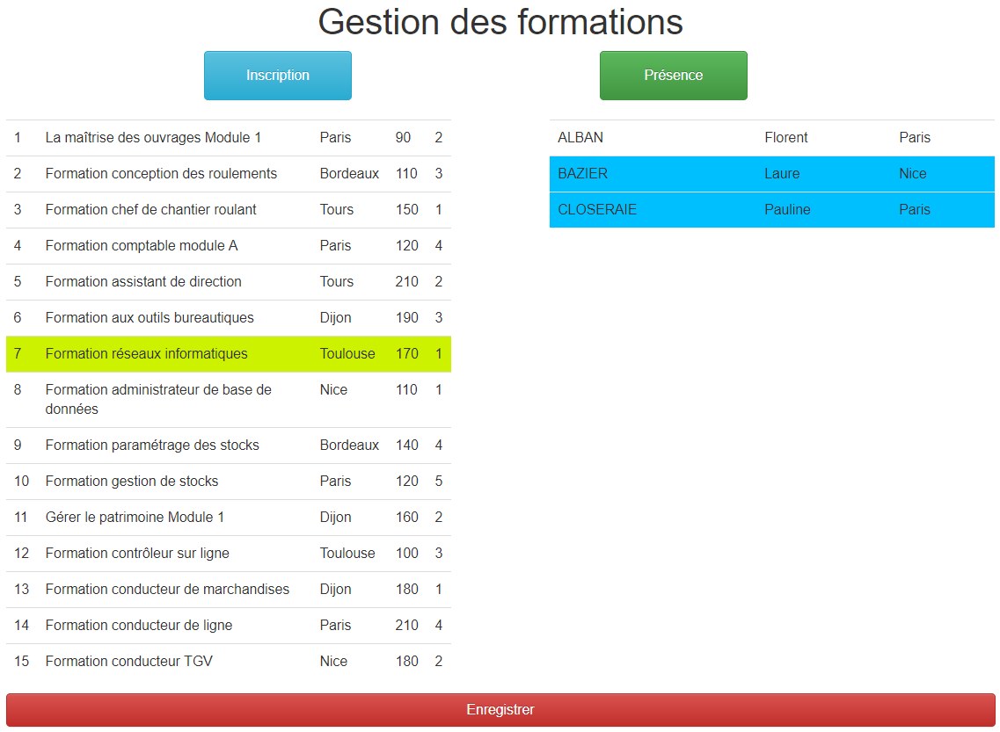 Gestion des formations
Inscription
Présence
1 La maîtrise des ouvrages Module 1 Paris 90 2
2 Formation conception des roulements Bordeaux 110 3
3 Formation chef de chantier roulant Tours 150 1
4 Formation comptable module A Paris 120 4
5 Formation assistant de direction Tours 210 2
6 Formation aux outils bureautiques Dijon 190 3
7 Formation réseaux informatiques Toulouse 170 1
8 Formation administrateur de base de Nice 110 1
données
9 Formation paramétrage des stocks Bordeaux 140 4
10 Formation gestion de stocks Paris 120 5
11 Gérer le patrimoine Module 1 Dijon 160 2
12 Formation contrôleur sur ligne Toulouse 100 3
13 Formation conducteur de marchandises Dijon 180 1
14 Formation conducteur de ligne Paris 210 4
15 Formation conducteur TGV Nice 180 2
ALBAN Florent Paris
BAZIER Laure Nice
CLOSERAIE Pauline Paris
Enregistrer